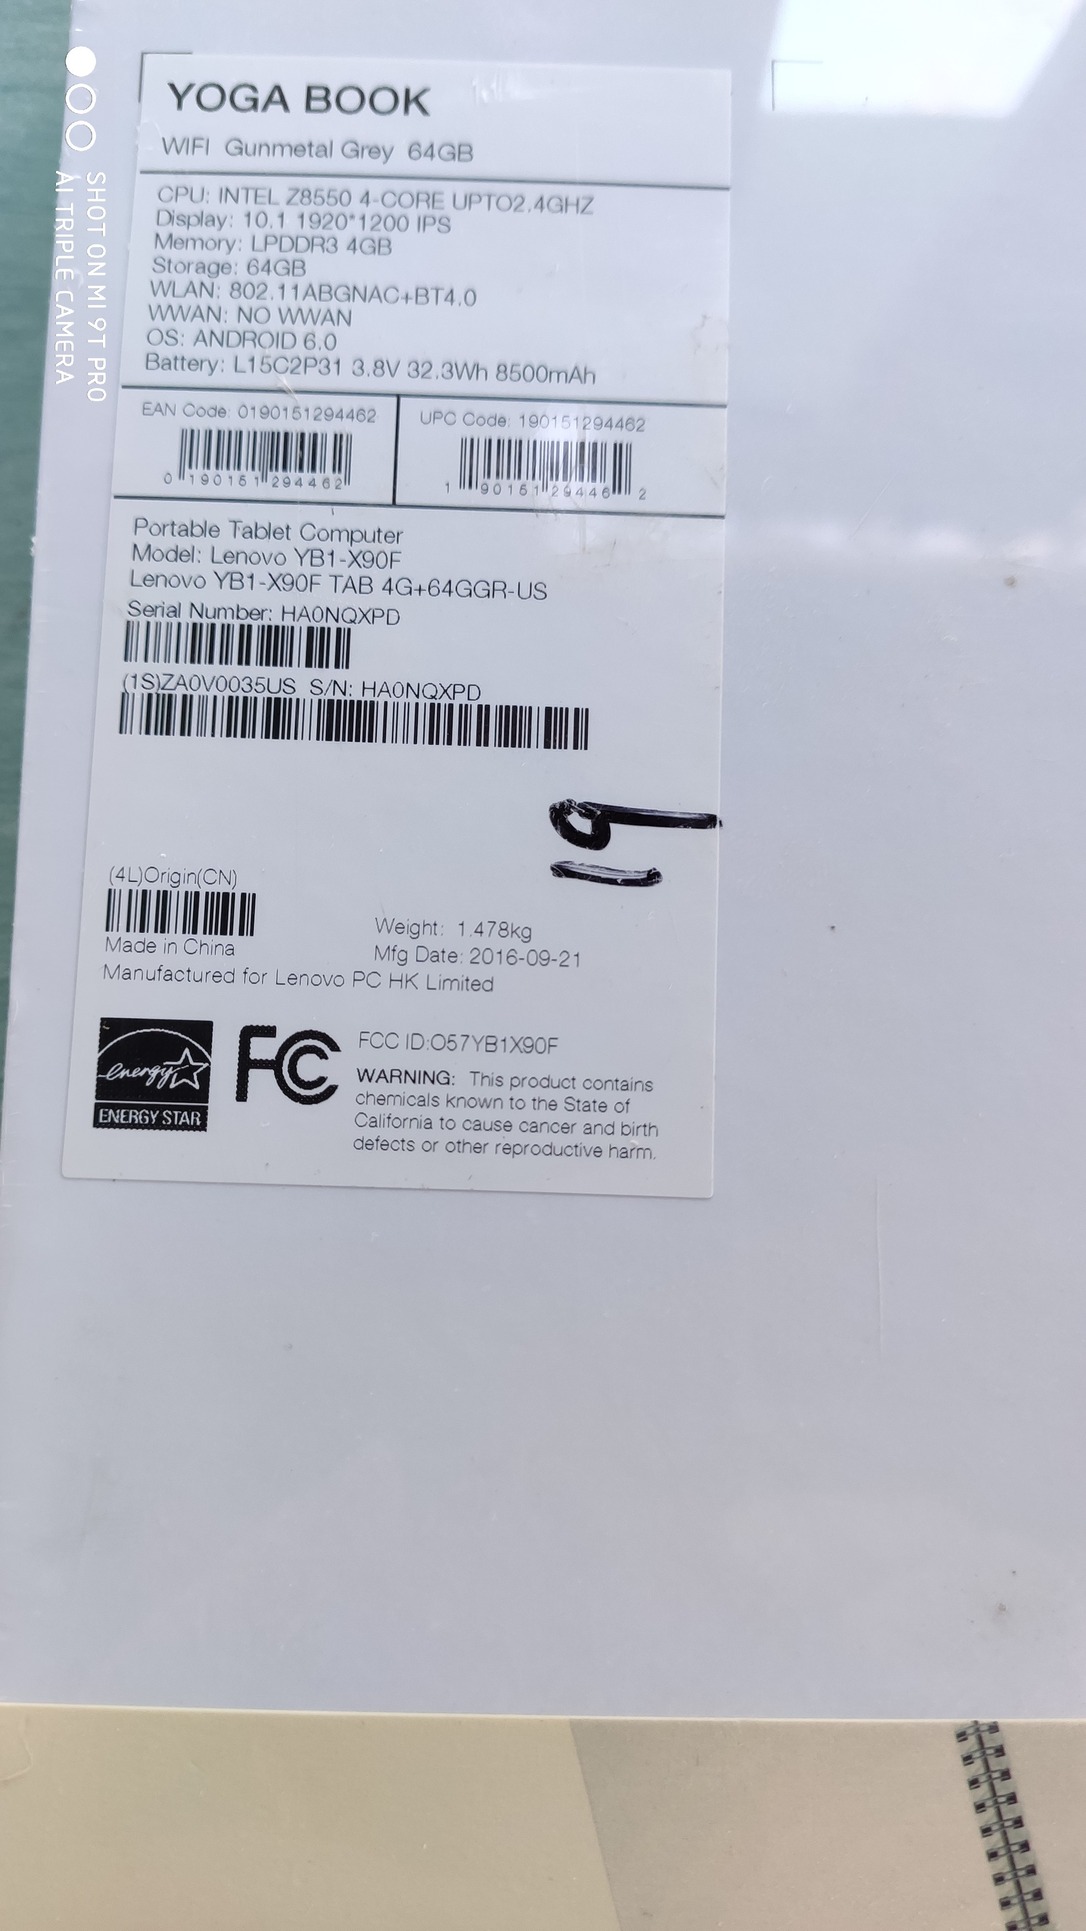 YOGA BOOK
WIFI Gunmetal Grey 64GB
CPU: INTEL Z8550 4-CORE UPTO2.4GHZ
Display: 10.1 1920*1200 IPS
Memory: LPDDR3 4GB
Storage: 64GB
WLAN: 802.11ABGNAC+BT4.0
WWAN: NO WWAN
OS: ANDROID 6.0
Battery: L15C2P31 3.8V 32.3Wh 8500mAh
EAN Code: 0190151294462
0 190151 294462
UPC Code: 190151294462
1 90151 29446 2
Portable Tablet Computer
Model: Lenovo YB1-X90F
Lenovo YB1-X90F TAB 4G+64GGR-US
Serial Number: HA0NQXPD
(1S)ZA0V0035US S/N: HA0NQXPD
(4L)Origin(CN)
Made in China
Weight: 1.478kg
Mfg Date: 2016-09-21
Manufactured for Lenovo PC HK Limited
energy
ENERGY STAR
FC
FCC ID:O57YB1X90F
WARNING: This product contains
chemicals known to the State of
California to cause cancer and birth
defects or other reproductive harm.
SHOT ON MI 9T PRO
AI TRIPLE CAMERA